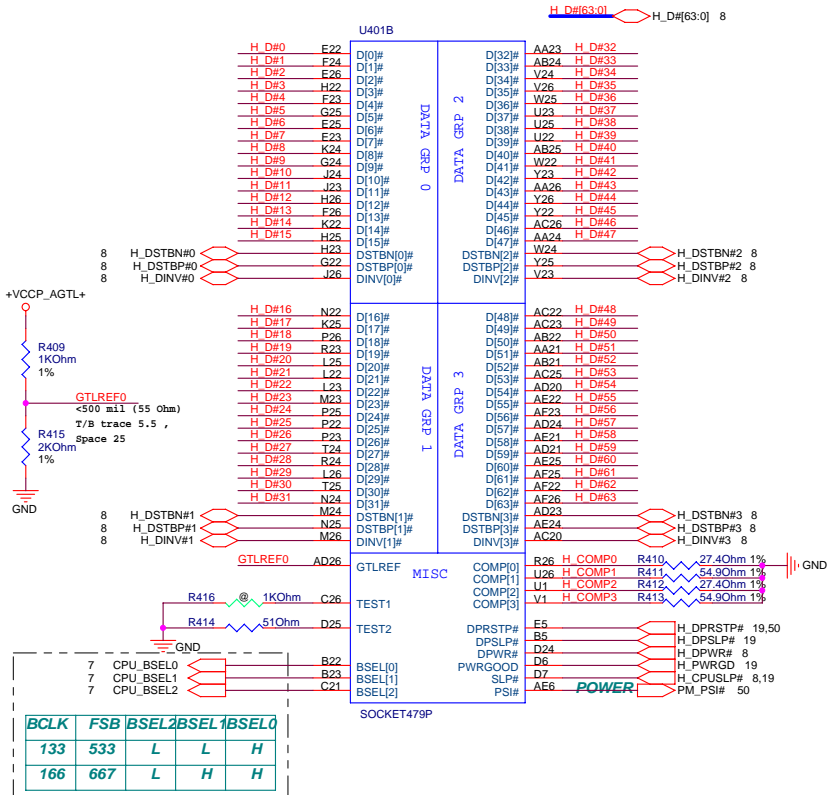 H_D#[63:0] H_D#[63:0] 8
U401B
H_D#0 E22 D[0]# D[32]# AA23 H_D#32
H_D#1 F24 D[1]# D[33]# AB24 H_D#33
H_D#2 E26 D[2]# D[34]# V24 H_D#34
H_D#3 H22 D[3]# D[35]# V26 H_D#35
H_D#4 F23 D[4]# D[36]# W25 H_D#36
H_D#5 G25 D[5]# D[37]# U23 H_D#37
H_D#6 E25 D[6]# D[38]# U25 H_D#38
H_D#7 E23 D[7]# D[39]# U22 H_D#39
H_D#8 K24 D[8]# D[40]# AB25 H_D#40
H_D#9 G24 D[9]# D[41]# W22 H_D#41
H_D#10 J24 D[10]# D[42]# Y23 H_D#42
H_D#11 J23 D[11]# D[43]# AA26 H_D#43
H_D#12 H26 D[12]# D[44]# Y26 H_D#44
H_D#13 F26 D[13]# D[45]# Y22 H_D#45
H_D#14 K22 D[14]# D[46]# AC26 H_D#46
H_D#15 H25 D[15]# D[47]# AA24 H_D#47
8 H_DSTBN#0 H23 DSTBN[0]# DSTBN[2]# W24 H_DSTBN#2 8
8 H_DSTBP#0 G22 DSTBP[0]# DSTBP[2]# Y25 H_DSTBP#2 8
8 H_DINV#0 J26 DINV[0]# DINV[2]# V23 H_DINV#2 8
DATA GRP 0
DATA GRP 2
H_D#16 N22 D[16]# D[48]# AC22 H_D#48
H_D#17 K25 D[17]# D[49]# AC23 H_D#49
H_D#18 P26 D[18]# D[50]# AB22 H_D#50
H_D#19 R23 D[19]# D[51]# AA21 H_D#51
H_D#20 L25 D[20]# D[52]# AB21 H_D#52
H_D#21 L22 D[21]# D[53]# AC25 H_D#53
H_D#22 L23 D[22]# D[54]# AD20 H_D#54
H_D#23 M23 D[23]# D[55]# AE22 H_D#55
H_D#24 P25 D[24]# D[56]# AF23 H_D#56
H_D#25 P22 D[25]# D[57]# AD24 H_D#57
H_D#26 P23 D[26]# D[58]# AE21 H_D#58
H_D#27 T24 D[27]# D[59]# AD21 H_D#59
H_D#28 R24 D[28]# D[60]# AE25 H_D#60
H_D#29 L26 D[29]# D[61]# AF25 H_D#61
H_D#30 T25 D[30]# D[62]# AF22 H_D#62
H_D#31 N24 D[31]# D[63]# AF26 H_D#63
8 H_DSTBN#1 M24 DSTBN[1]# DSTBN[3]# AD23 H_DSTBN#3 8
8 H_DSTBP#1 N25 DSTBP[1]# DSTBP[3]# AE24 H_DSTBP#3 8
8 H_DINV#1 M26 DINV[1]# DINV[3]# AC20 H_DINV#3 8
DATA GRP 1
DATA GRP 3
+VCCP_AGTL+
R409
1KOhm
1%
GTLREF0
<500 mil (55 Ohm)
T/B trace 5.5 ,
Space 25
R415
2KOhm
1%
GND
GTLREF0 AD26 GTLREF
MISC
COMP[0] R26 H_COMP0 R410 27.4Ohm 1%
COMP[1] U26 H_COMP1 R411 54.9Ohm 1%
COMP[2] U1 H_COMP2 R412 27.4Ohm 1%
COMP[3] V1 H_COMP3 R413 54.9Ohm 1%
GND
R416 @ 1KOhm C26 TEST1
R414 51Ohm D25 TEST2
GND
DPRSTP# E5 H_DPRSTP# 19,50
DPSLP# B5 H_DPSLP# 19
DPWR# D24 H_DPWR# 8
PWRGOOD D6 H_PWRGD 19
SLP# D7 H_CPUSLP# 8,19
PSI# AE6 POWER PM_PSI# 50
7 CPU_BSEL0 B22 BSEL[0]
7 CPU_BSEL1 B23 BSEL[1]
7 CPU_BSEL2 C21 BSEL[2]
SOCKET479P
BCLK FSB BSEL2 BSEL1 BSEL0
133 533 L L H
166 667 L H H